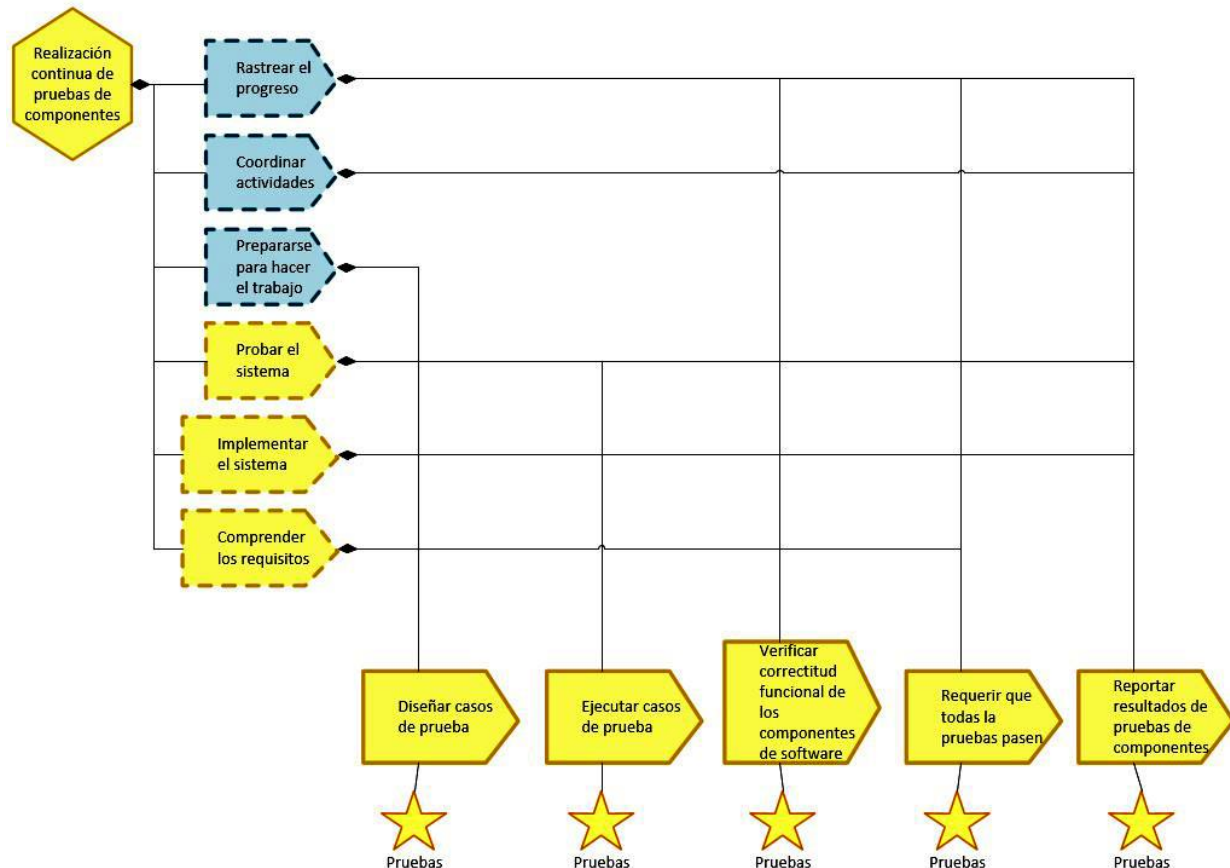 Realización
continua de
pruebas de
componentes
Rastrear el
progreso
Coordinar
actividades
Prepararse
para hacer
el trabajo
Probar el
sistema
Implementar
el sistema
Comprender
los requisitos
Diseñar casos
de prueba
Ejecutar casos
de prueba
Verificar
correctitud
funcional de
los
componentes
de software
Requerir que
todas la
pruebas pasen
Reportar
resultados de
pruebas de
componentes
Pruebas
Pruebas
Pruebas
Pruebas
Pruebas